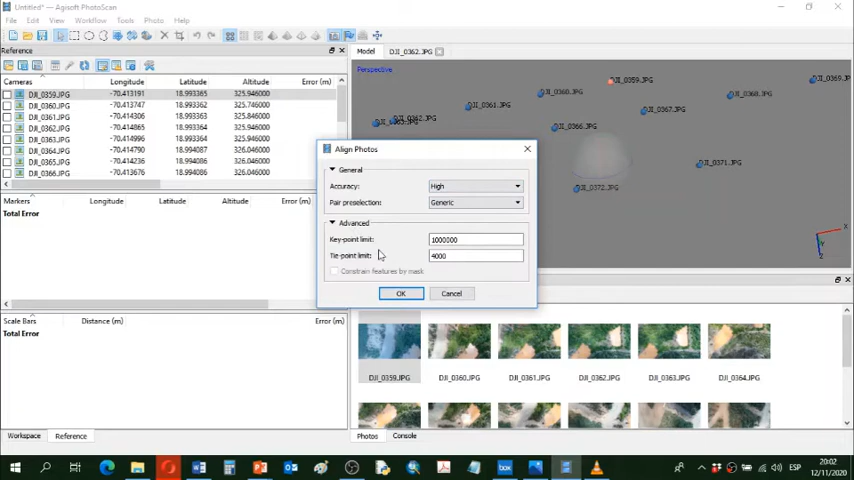 Untitled* — Agisoft PhotoScan
File Edit View Workflow Tools Photo Help
Reference
Model DJI_0362.JPG
Perspective
Cameras Longitude Latitude Altitude Error (m)
DJI_0359.JPG -70.413191 18.993365 325.946000
DJI_0360.JPG -70.413747 18.993364 325.846000
DJI_0361.JPG -70.414306 18.993363 325.846000
DJI_0362.JPG -70.414865 18.993364 325.946000
DJI_0363.JPG -70.414996 18.993364 325.946000
DJI_0364.JPG -70.414790 18.994087 326.146000
DJI_0365.JPG -70.414236 18.994086 326.146000
DJI_0366.JPG -70.413676 18.994086 326.046000
DJI_0359.JPG
DJI_0369.JPG
DJI_0360.JPG
DJI_0368.JPG
DJI_0361.JPG
DJI_0367.JPG
DJI_0362.JPG
DJI_0366.JPG
DJI_0371.JPG
DJI_0372.JPG
X
Markers Longitude Latitude Altitude Error (m)
Total Error
Align Photos
General
Accuracy: High
Pair preselection: Generic
Advanced
Key-point limit: 1000000
Tie-point limit: 4000
Constrain features by mask
OK Cancel
Scale Bars Distance (m) Error (m)
Total Error
DJI_0359.JPG DJI_0360.JPG DJI_0361.JPG DJI_0362.JPG DJI_0363.JPG DJI_0364.JPG
Workspace Reference
Photos Console
ESP
20:02
12/11/2020